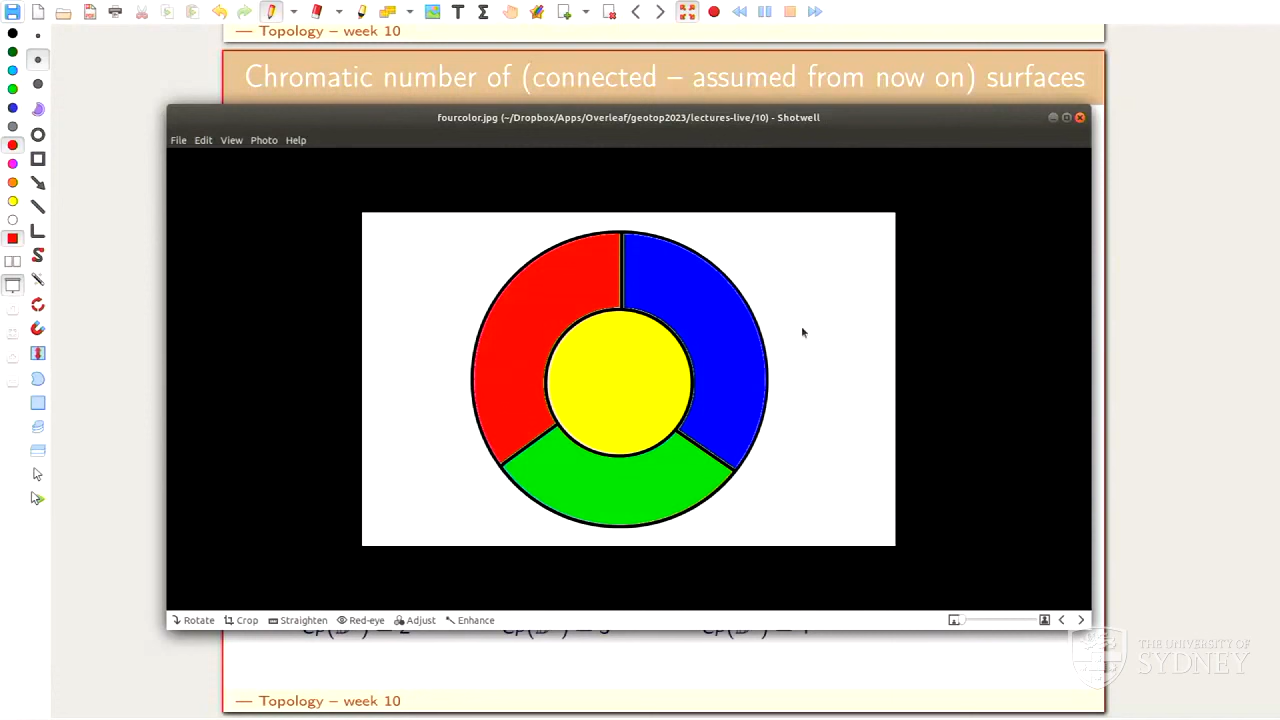 — Topology – week 10
Chromatic number of (connected – assumed from now on) surfaces
fourcolor.jpg (~/Dropbox/Apps/Overleaf/geotop2023/lectures-live/10) - Shotwell
File Edit View Photo Help
Rotate Crop Straighten Red-eye Adjust Enhance
THE UNIVERSITY OF
SYDNEY
— Topology – week 10